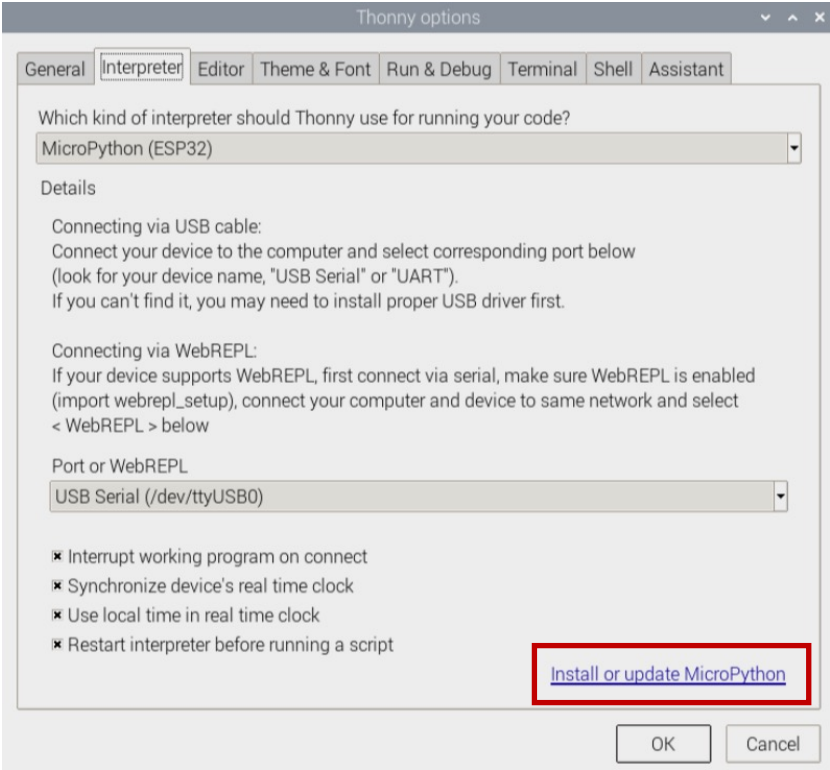 Thonny options
General Interpreter Editor Theme & Font Run & Debug Terminal Shell Assistant
Which kind of interpreter should Thonny use for running your code?
MicroPython (ESP32)
Details
Connecting via USB cable:
Connect your device to the computer and select corresponding port below
(look for your device name, "USB Serial" or "UART").
If you can't find it, you may need to install proper USB driver first.
Connecting via WebREPL:
If your device supports WebREPL, first connect via serial, make sure WebREPL is enabled
(import webrepl_setup), connect your computer and device to same network and select
< WebREPL > below
Port or WebREPL
USB Serial (/dev/ttyUSB0)
Interrupt working program on connect
Synchronize device's real time clock
Use local time in real time clock
Restart interpreter before running a script
Install or update MicroPython
OK Cancel